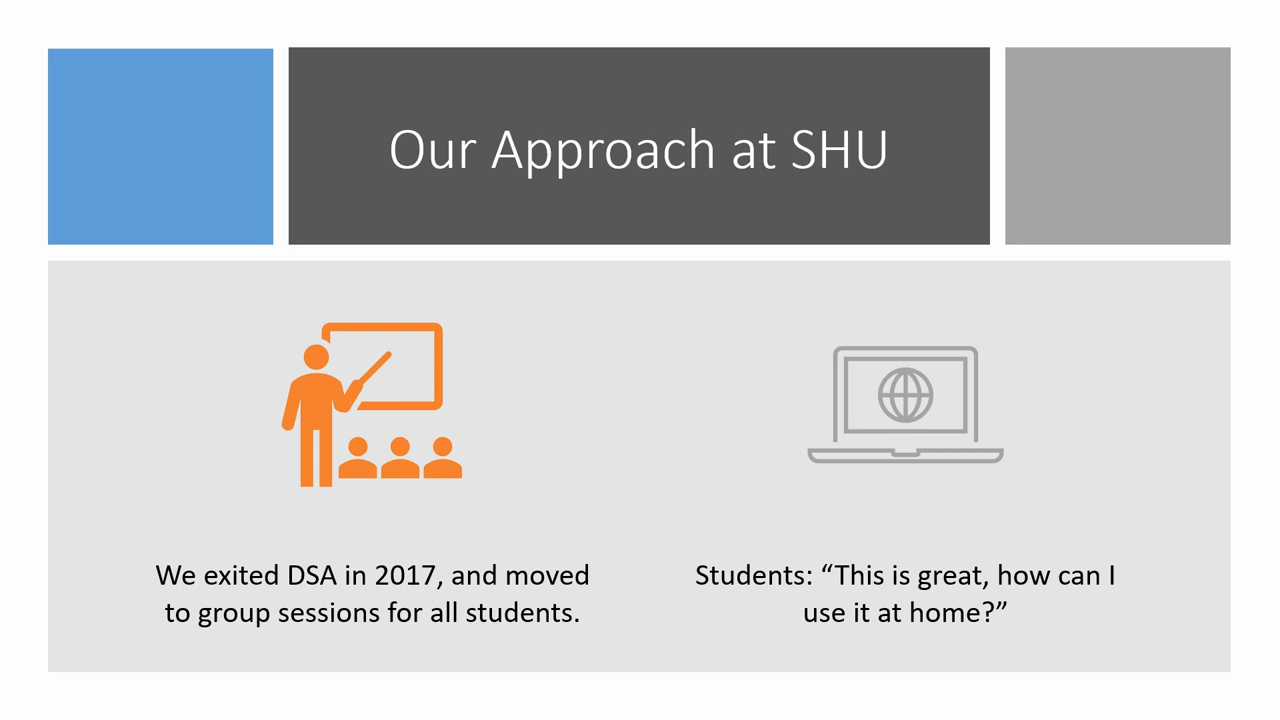 Our Approach at SHU
We exited DSA in 2017, and moved
to group sessions for all students.
Students: “This is great, how can I
use it at home?”